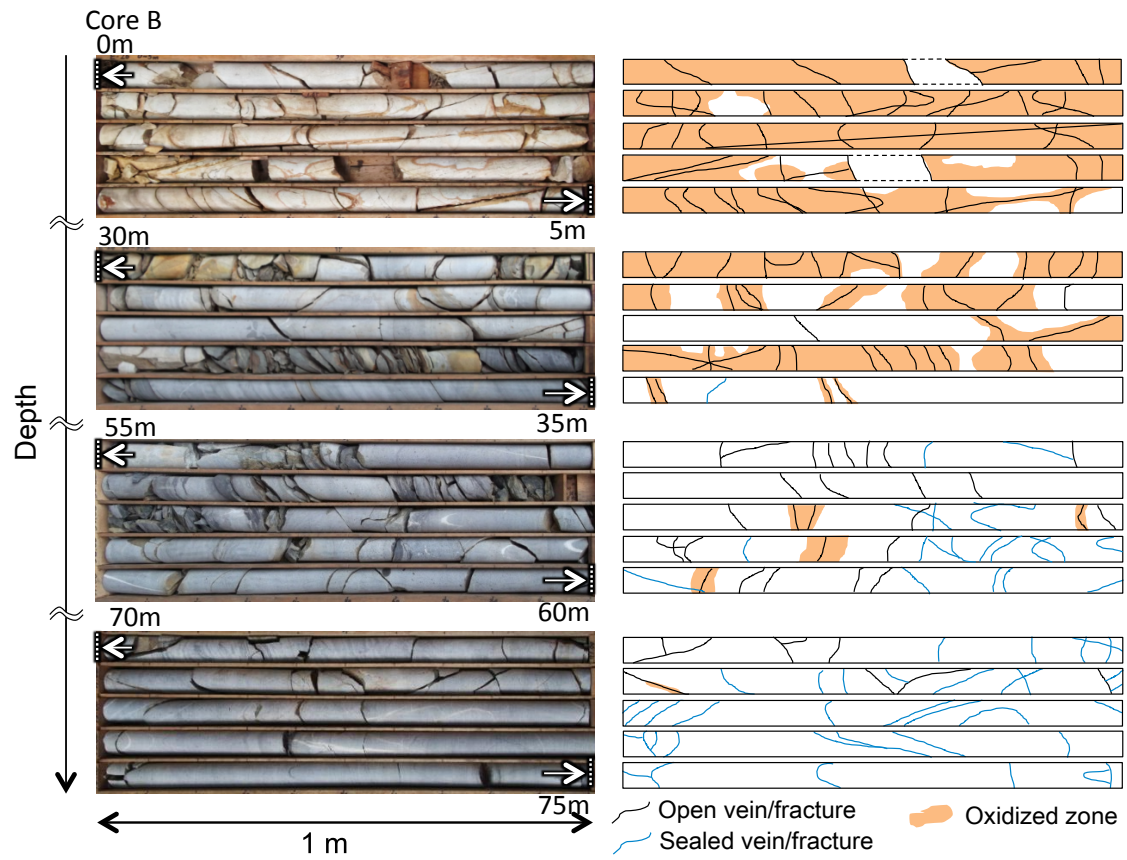 Core B
0m
5m
30m
35m
Depth
55m
60m
70m
75m
1 m
Open vein/fracture
Sealed vein/fracture
Oxidized zone